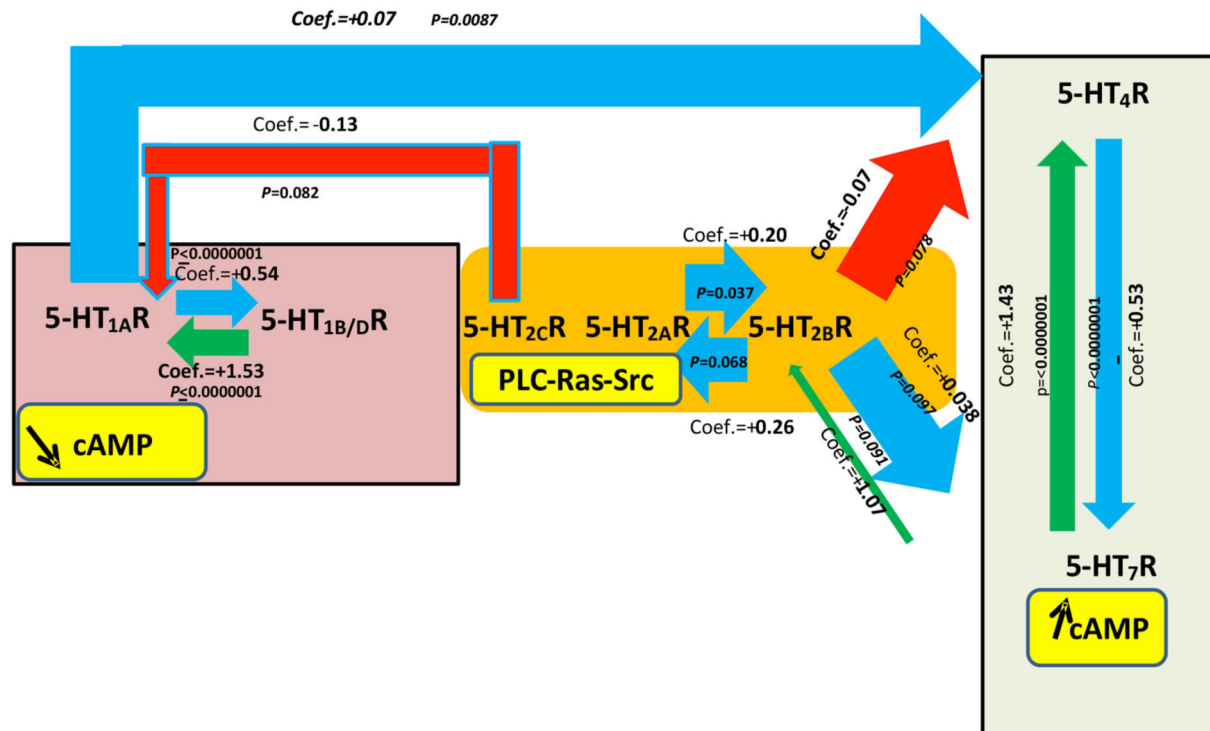 Coef.=+0.07 P=0.0087
Coef.= -0.13
P=0.082
P<0.0000001
Coef.=+0.54
5-HT1AR
5-HT1B/DR
Coef.=+1.53
P<0.0000001
cAMP
5-HT2CR
5-HT2AR
5-HT2BR
PLC-Ras-Src
Coef.=+0.20
P=0.037
P=0.068
Coef.=+0.26
Coef.=-0.07
P=0.078
Coef.=+0.038
P=0.097
P=0.091
Coef.=+1.07
5-HT4R
Coef.=+1.43
p=<0.0000001
P<0.0000001
Coef.=+0.53
5-HT7R
cAMP